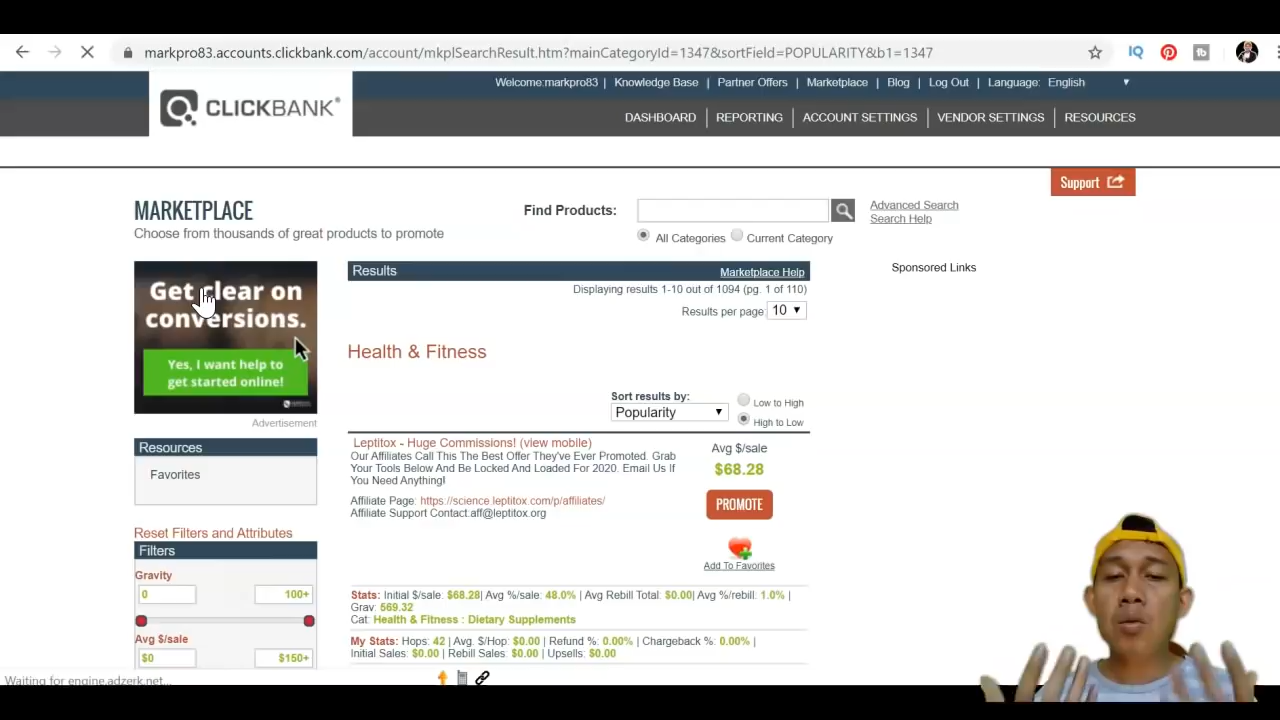 markpro83.accounts.clickbank.com/account/mkplSearchResult.htm?mainCategoryId=1347&sortField=POPULARITY&b1=1347
IQ
fb
Welcome:markpro83 | Knowledge Base | Partner Offers | Marketplace | Blog | Log Out | Language: English
CLICKBANK®
DASHBOARD | REPORTING | ACCOUNT SETTINGS | VENDOR SETTINGS | RESOURCES
Support
MARKETPLACE
Choose from thousands of great products to promote
Find Products:
Advanced Search
Search Help
All Categories Current Category
Get clear on
conversions.
Yes, I want help to
get started online!
Advertisement
Resources
Favorites
Reset Filters and Attributes
Filters
Gravity
0 100+
Avg $/sale
$0 $150+
Results Marketplace Help
Displaying results 1-10 out of 1094 (pg. 1 of 110)
Results per page: 10
Health & Fitness
Sort results by:
Popularity
Low to High
High to Low
Leptitox - Huge Commissions! (view mobile)
Our Affiliates Call This The Best Offer They've Ever Promoted. Grab
Your Tools Below And Be Locked And Loaded For 2020. Email Us If
You Need Anything!
Affiliate Page: https://science.leptitox.com/p/affiliates/
Affiliate Support Contact:aff@leptitox.org
Avg $/sale
$68.28
PROMOTE
Add To Favorites
Stats: Initial $/sale: $68.28| Avg %/sale: 48.0% | Avg Rebill Total: $0.00| Avg %/rebill: 1.0% |
Grav: 569.32
Cat: Health & Fitness : Dietary Supplements
My Stats: Hops: 42 | Avg. $/Hop: $0.00 | Refund %: 0.00% | Chargeback %: 0.00% |
Initial Sales: $0.00 | Rebill Sales: $0.00 | Upsells: $0.00
Sponsored Links
Waiting for engine.adzerk.net...